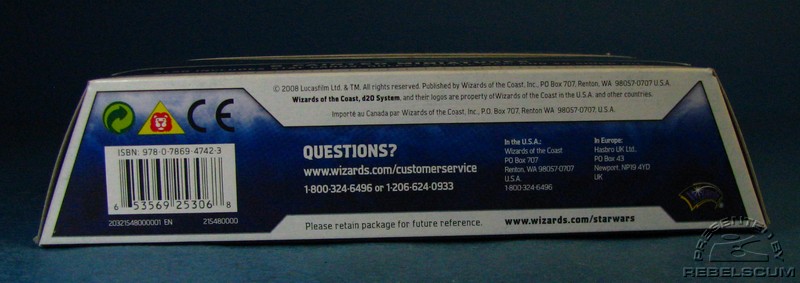 © 2008 Lucasfilm Ltd. & TM. All rights reserved. Published by Wizards of the Coast, Inc., PO Box 707, Renton, WA 98057-0707 U.S.A.
Wizards of the Coast, d20 System, and their logos are property of Wizards of the Coast in the U.S.A. and other countries.
Importé au Canada par Wizards of the Coast, Inc., PO Box 707, Renton WA 98057-0707, U.S.A.
CE
ISBN: 978-0-7869-4742-3
6 53569 25306 8
20321548000001 EN 215480000
QUESTIONS?
www.wizards.com/customerservice
1-800-324-6496 or 1-206-624-0933
In the U.S.A.:
Wizards of the Coast
PO Box 707
Renton, WA 98057-0707
U.S.A.
1-800-324-6496
In Europe:
Hasbro UK Ltd.
PO Box 43
Newport, NP19 4YD
UK
Please retain package for future reference.
www.wizards.com/starwars
PRESENTED BY
REBELSCUM